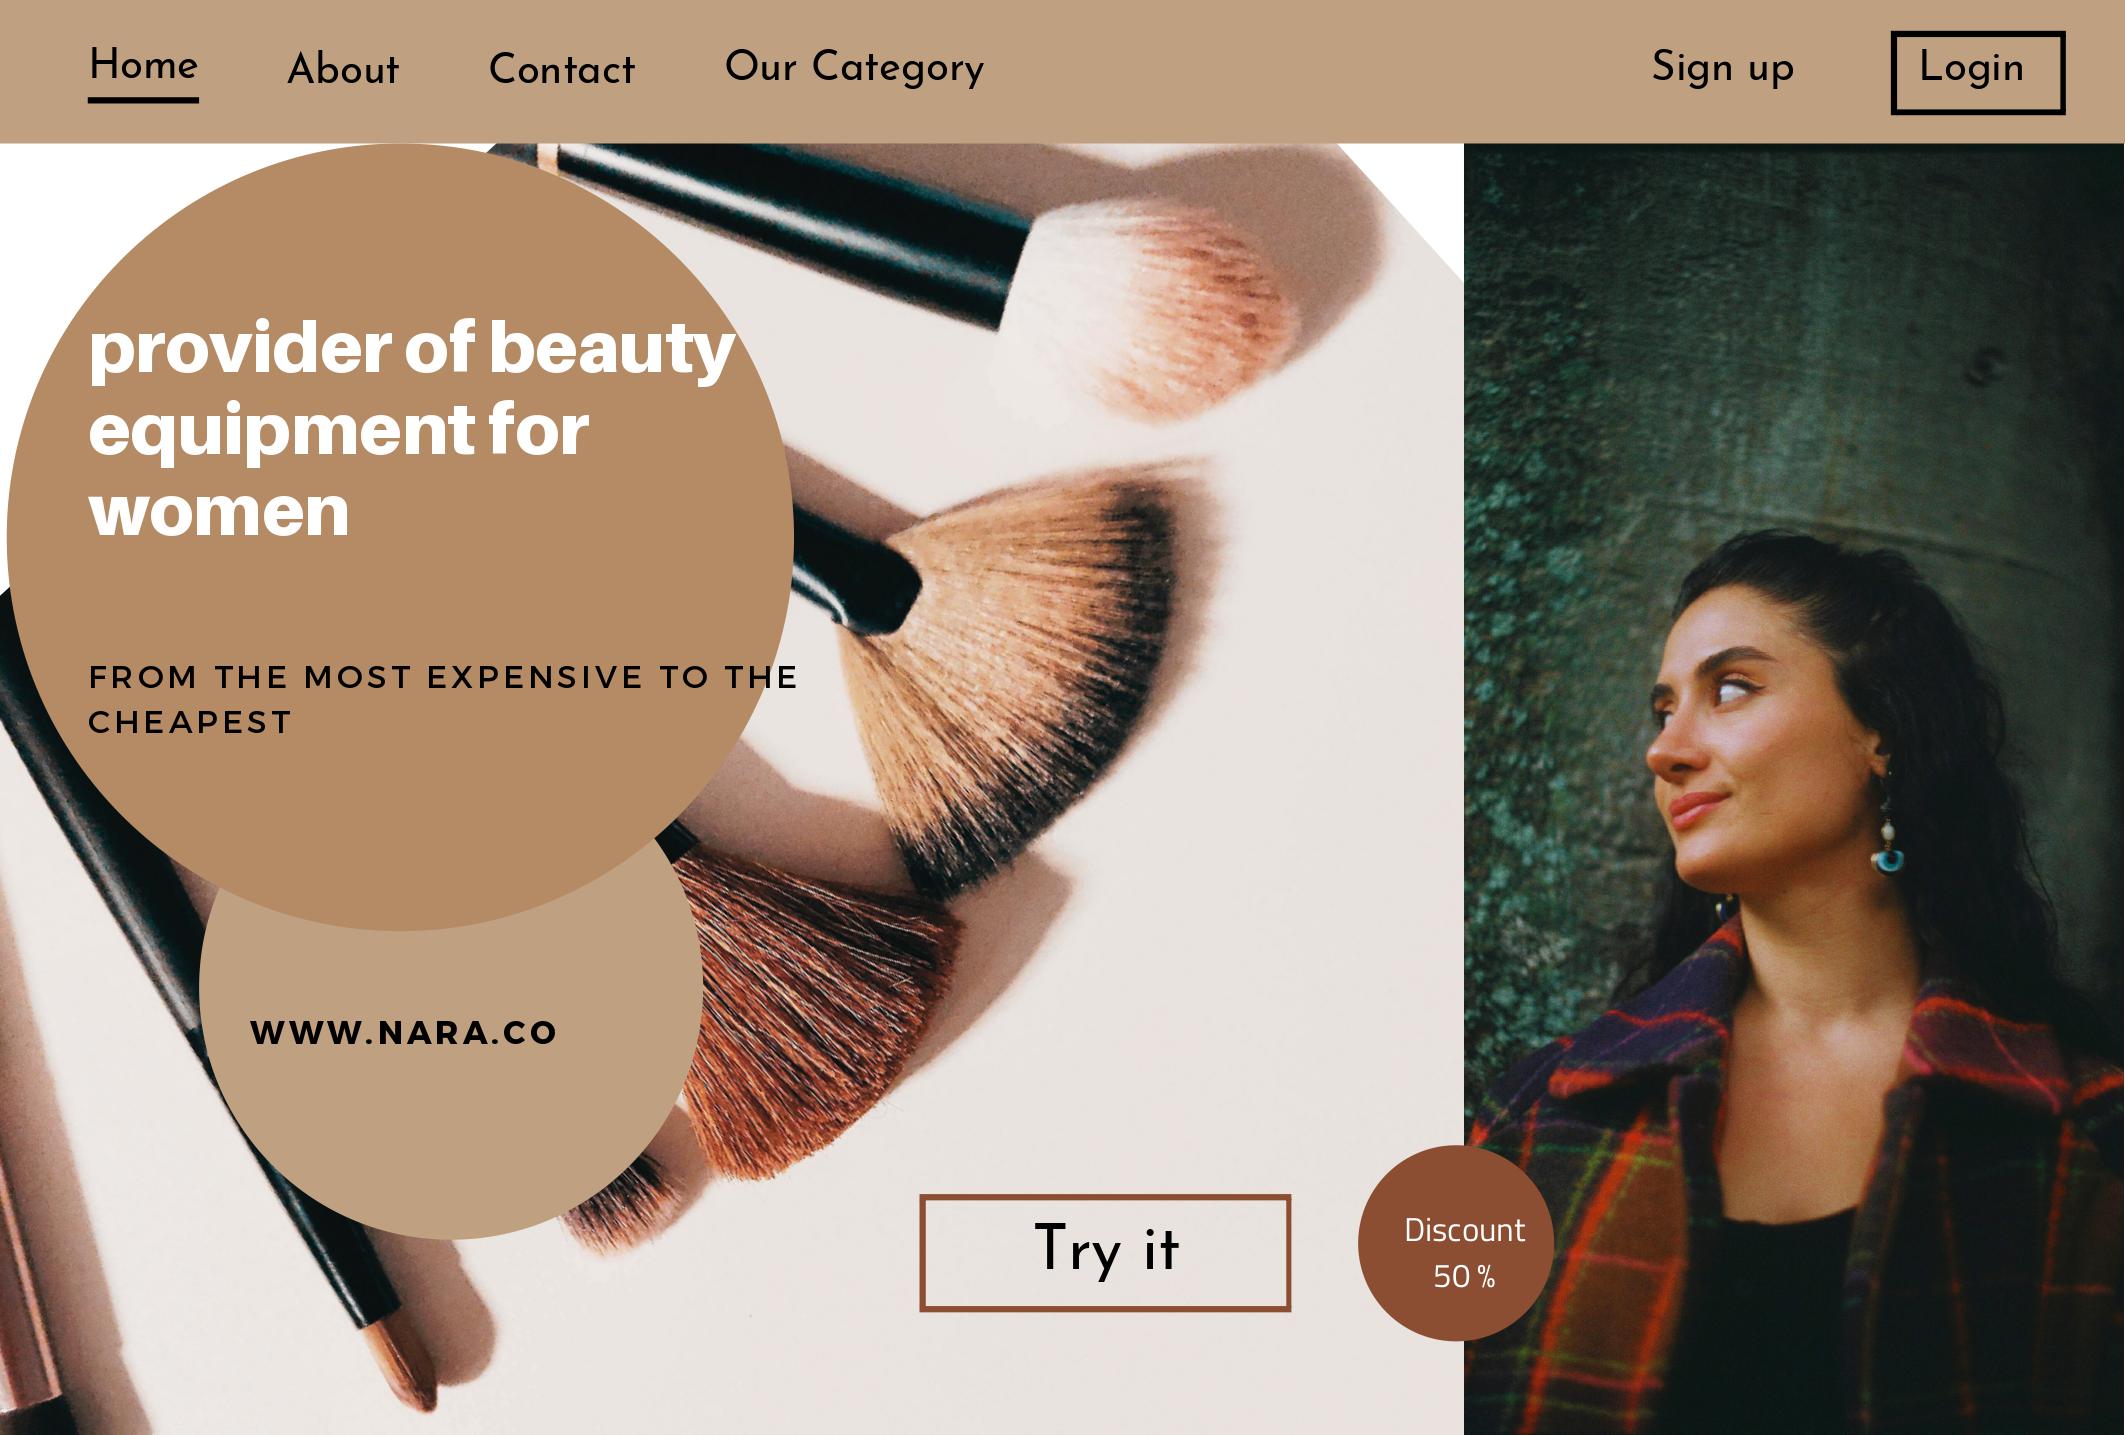 Home
About
Contact
Our Category
Sign up
Login
provider of beauty
equipment for
women
FROM THE MOST EXPENSIVE TO THE
CHEAPEST
WWW.NARA.CO
Try it
Discount
50 %